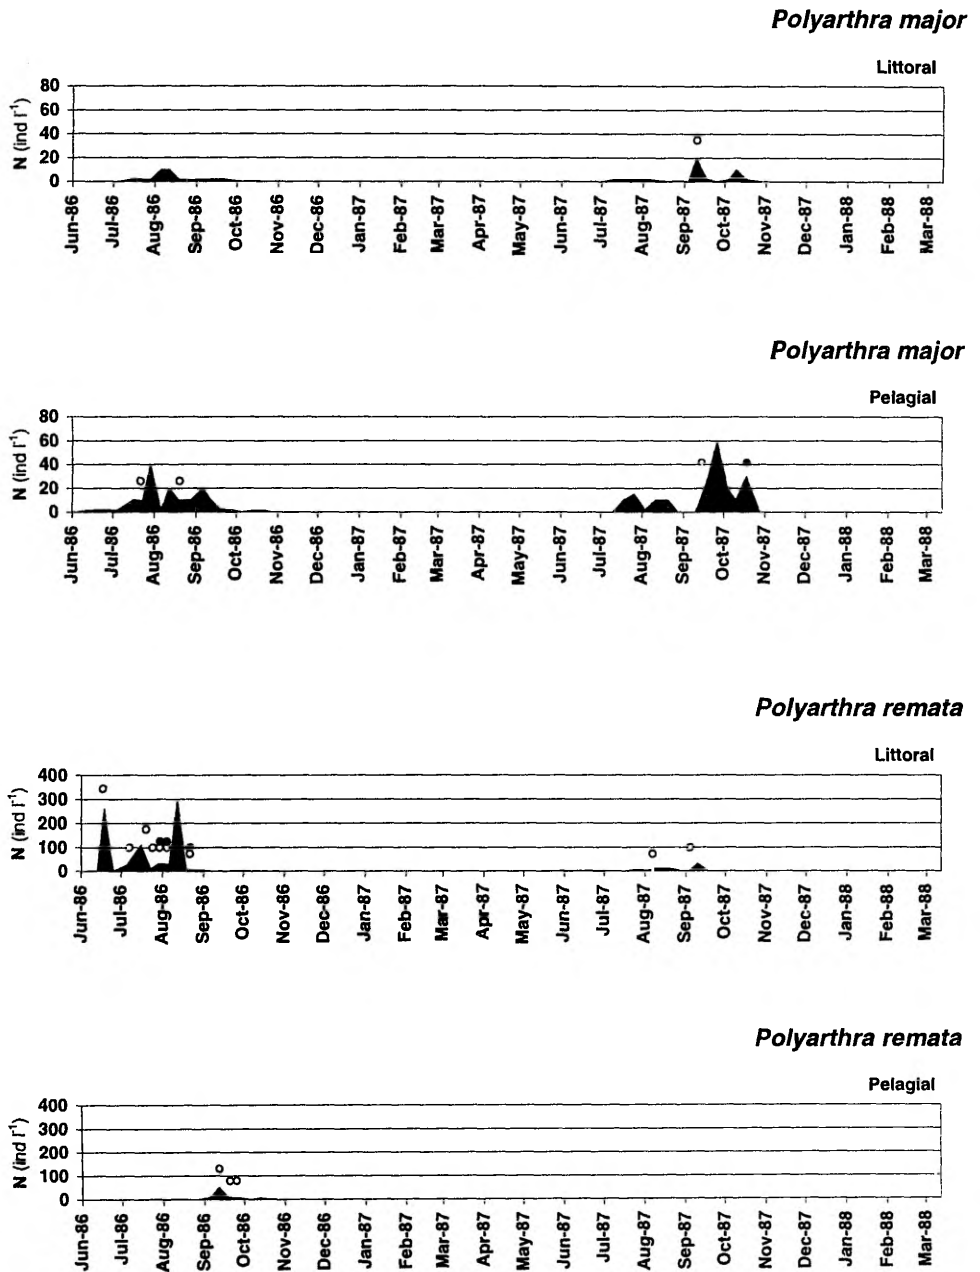 Polyarthra major
Littoral
N (ind l⁻¹)
80
60
40
20
0
Jun-86 Jul-86 Aug-86 Sep-86 Oct-86 Nov-86 Dec-86 Jan-87 Feb-87 Mar-87 Apr-87 May-87 Jun-87 Jul-87 Aug-87 Sep-87 Oct-87 Nov-87 Dec-87 Jan-88 Feb-88 Mar-88
Polyarthra major
Pelagial
N (ind l⁻¹)
80
60
40
20
0
Jun-86 Jul-86 Aug-86 Sep-86 Oct-86 Nov-86 Dec-86 Jan-87 Feb-87 Mar-87 Apr-87 May-87 Jun-87 Jul-87 Aug-87 Sep-87 Oct-87 Nov-87 Dec-87 Jan-88 Feb-88 Mar-88
Polyarthra remata
Littoral
N (ind l⁻¹)
400
300
200
100
0
Jun-86 Jul-86 Aug-86 Sep-86 Oct-86 Nov-86 Dec-86 Jan-87 Feb-87 Mar-87 Apr-87 May-87 Jun-87 Jul-87 Aug-87 Sep-87 Oct-87 Nov-87 Dec-87 Jan-88 Feb-88 Mar-88
Polyarthra remata
Pelagial
N (ind l⁻¹)
400
300
200
100
0
Jun-86 Jul-86 Aug-86 Sep-86 Oct-86 Nov-86 Dec-86 Jan-87 Feb-87 Mar-87 Apr-87 May-87 Jun-87 Jul-87 Aug-87 Sep-87 Oct-87 Nov-87 Dec-87 Jan-88 Feb-88 Mar-88